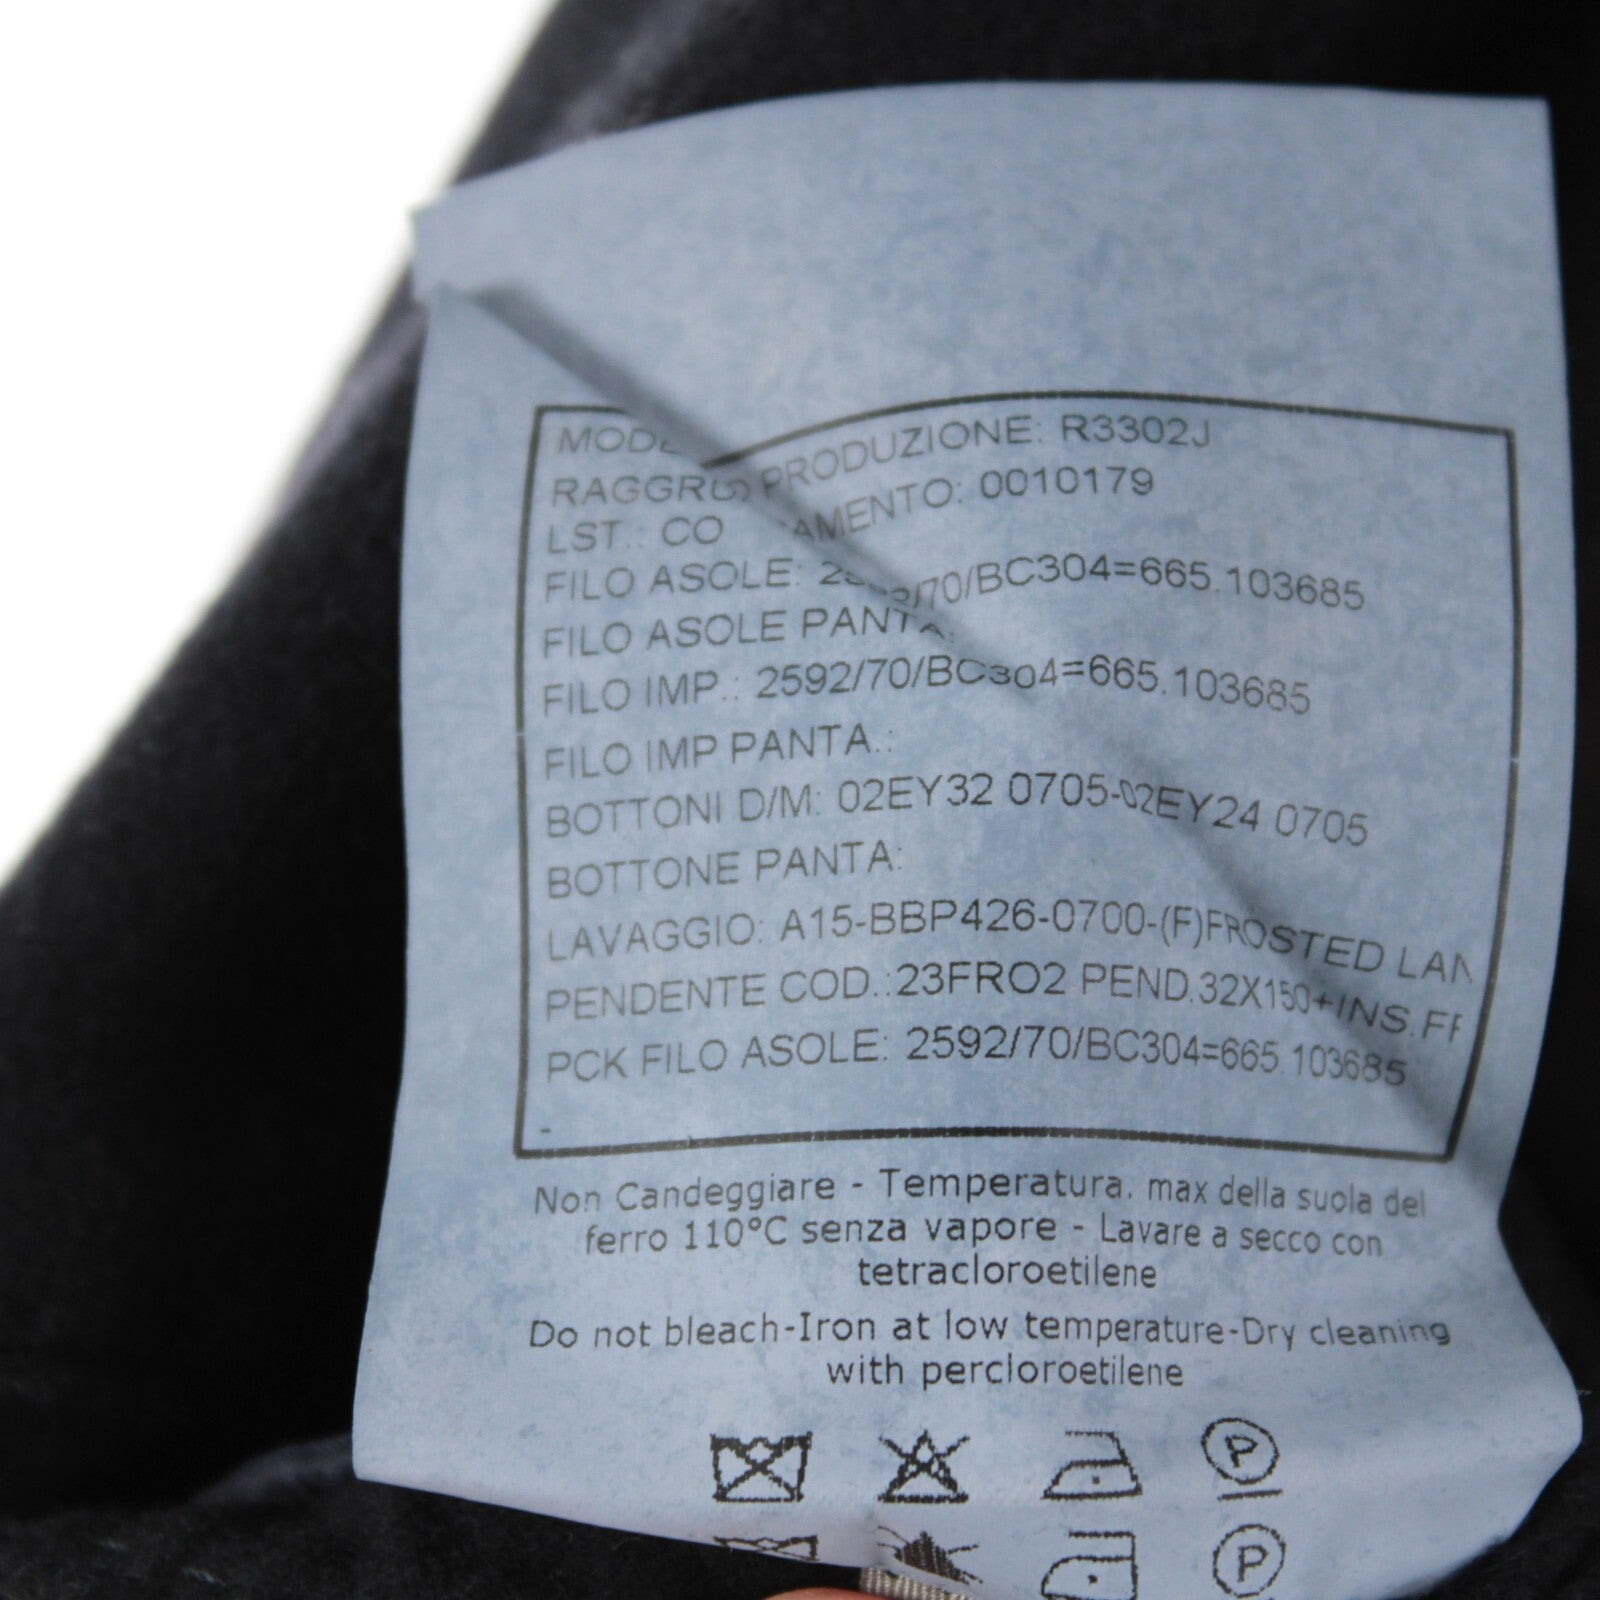 PRODUZIONE: R3302J
LST.: CO AMENTO: 0010179
FILO ASOLE: /70/BC304=665.103685
FILO ASOLE PANTA.:
FILO IMP.: 2592/70/BC304=665.103685
FILO IMP PANTA.:
BOTTONI D/M: 02EY32 0705-02EY24 0705
BOTTONE PANTA:
LAVAGGIO: A15-BBP426-0700-(F)FROSTED LAN
PENDENTE COD.:23FRO2 PEND.32X150+INS.FF
PCK FILO ASOLE: 2592/70/BC304=665.103685
-
Non Candeggiare - Temperatura. max della suola del
ferro 110°C senza vapore - Lavare a secco con
tetracloroetilene
Do not bleach-Iron at low temperature-Dry cleaning
with percloroetilene
P
P